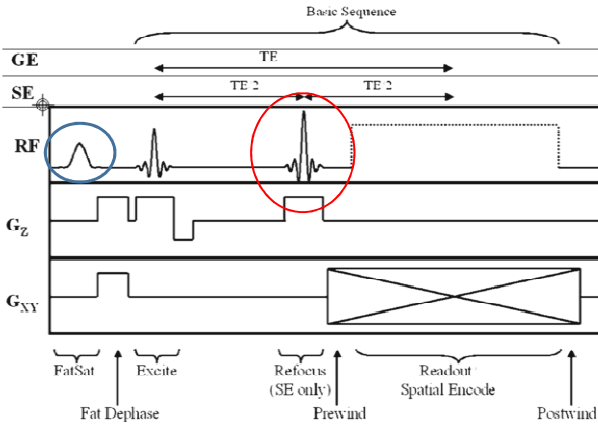 Basic Sequence
GE
TE
SE
TE 2
TE 2
RF
GZ
GXY
FatSat
Excite
Refocus
(SE only)
Readout
Spatial Encode
Fat Dephase
Prewind
Postwind